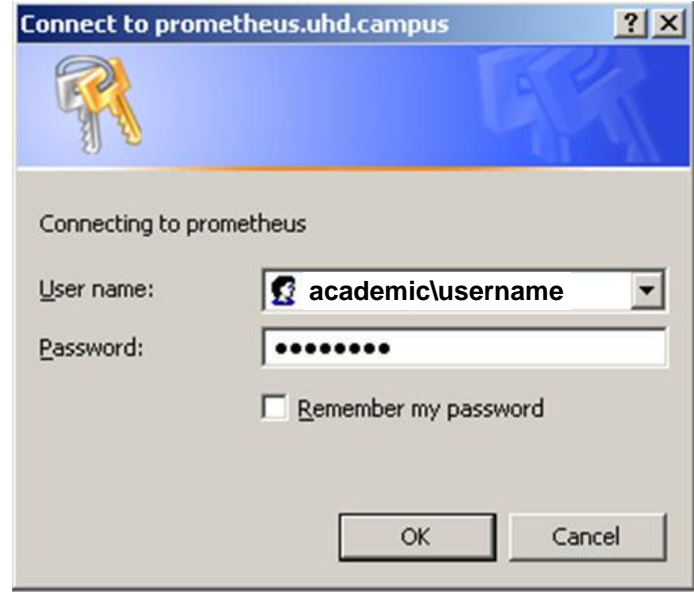 Connect to prometheus.uhd.campus
Connecting to prometheus
User name: academic\username
Password: ●●●●●●●●
Remember my password
OK Cancel